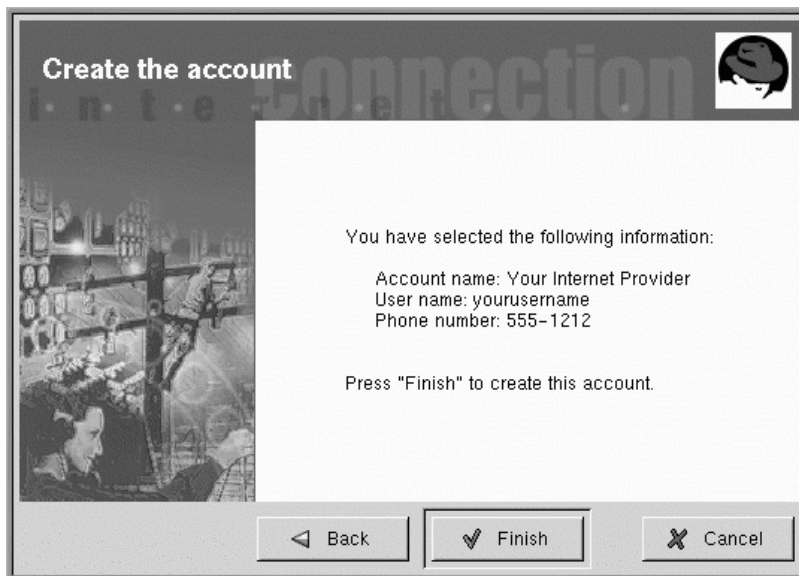 Create the account
connection
internet
You have selected the following information:
Account name: Your Internet Provider
User name: yourusername
Phone number: 555-1212
Press "Finish" to create this account.
Back
Finish
Cancel